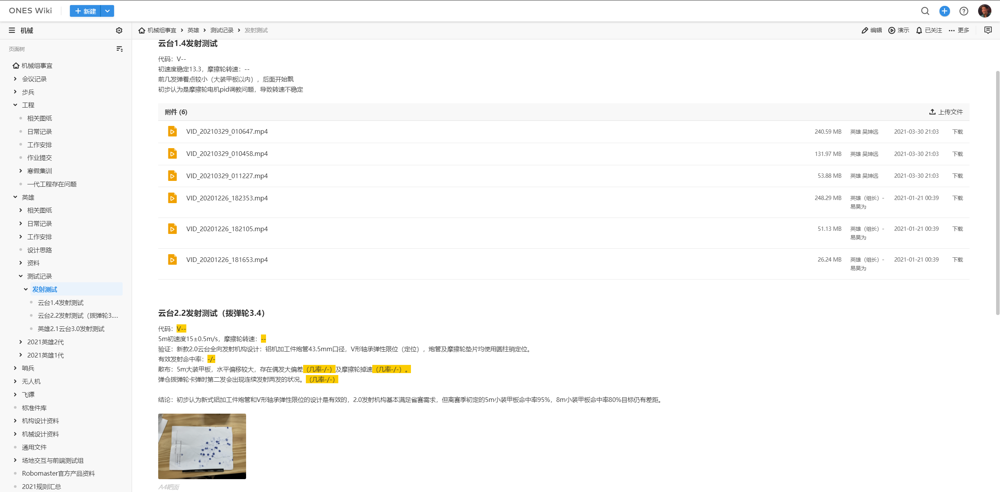 ONES Wiki
新建
机械
机械组事宜
英雄
测试记录
发射测试
编辑
演示
已关注
更多
页面树
机械组事宜
会议记录
步兵
工程
相关图纸
日常记录
工作安排
作业提交
寒假集训
一代工程存在问题
英雄
相关图纸
日常记录
工作安排
设计思路
资料
测试记录
发射测试
云台1.4发射测试
云台2.2发射测试（拨弹轮3....
英雄2.1云台3.0发射测试
2021英雄2代
2021英雄1代
哨兵
无人机
飞镖
标准件库
机构设计资料
机械设计资料
通用文件
场地交互与前端测试组
Robomaster官方产品资料
2021规则汇总
云台1.4发射测试
代码：V--
初速度稳定13.3，摩擦轮转速：--
前几发弹着点较小（大装甲板以内），后面开始飘
初步认为是摩擦轮电机pid调教问题，导致转速不稳定
附件 (6)
上传文件
VID_20210329_010647.mp4 240.59 MB 英雄 吴坤远 2021-03-30 21:03 下载
VID_20210329_010458.mp4 131.97 MB 英雄 吴坤远 2021-03-30 21:03 下载
VID_20210329_011227.mp4 53.88 MB 英雄 吴坤远 2021-03-30 21:03 下载
VID_20201226_182353.mp4 248.29 MB 英雄（组长）- 2021-01-21 00:39 下载
易昊为
VID_20201226_182105.mp4 51.13 MB 英雄（组长）- 2021-01-21 00:39 下载
易昊为
VID_20201226_181653.mp4 26.24 MB 英雄（组长）- 2021-01-21 00:39 下载
易昊为
云台2.2发射测试（拨弹轮3.4）
代码：V--
5m初速度15±0.5m/s，摩擦轮转速：--
验证：新款2.0云台全向发射机构设计：铝机加工件炮管43.5mm口径，V形轴承弹性限位（定位），炮管及摩擦轮垫片均使用圆柱销定位。
有效发射命中率：-/-
散布：5m大装甲板，水平偏移较大，存在偶发大偏差（几率-/-）及摩擦轮掉速（几率-/-）。
弹仓拨弹轮卡弹时第二发会出现连续发射两发的状况。（几率-/-）
结论：初步认为新式铝加工件炮管和V形轴承弹性限位的设计是有效的，2.0发射机构基本满足省赛需求，但离赛季初定的5m小装甲板命中率95%，8m小装甲板命中率80%目标仍有差距。
A4靶面